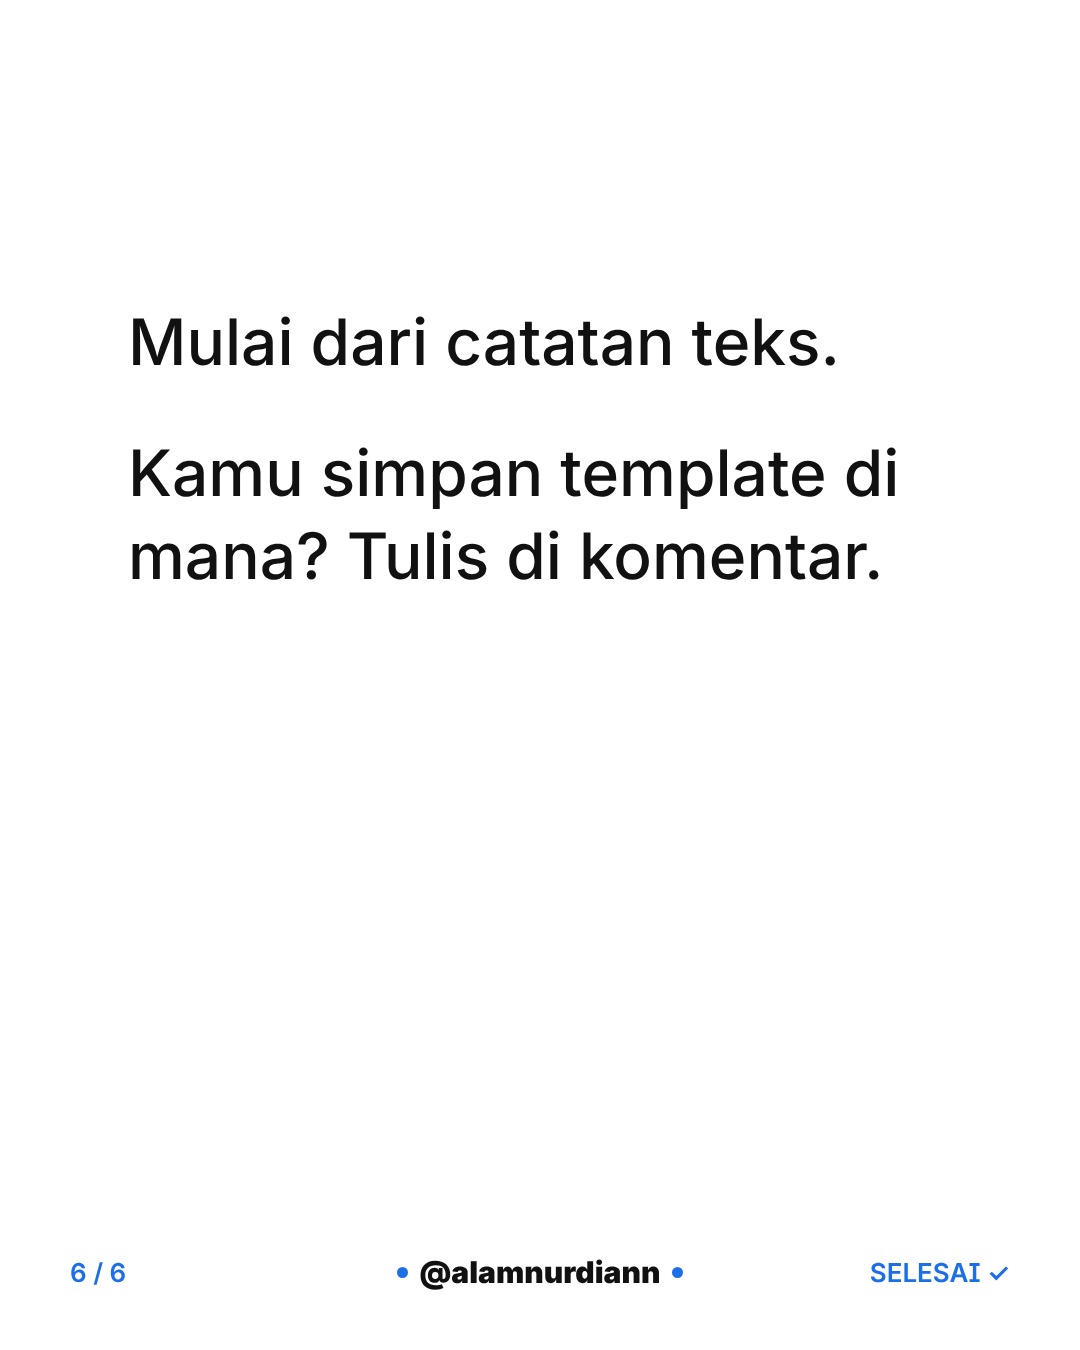 Mulai dari catatan teks.
Kamu simpan template di
mana? Tulis di komentar.
6 / 6
• @alamnurdiann •
SELESAI ✓